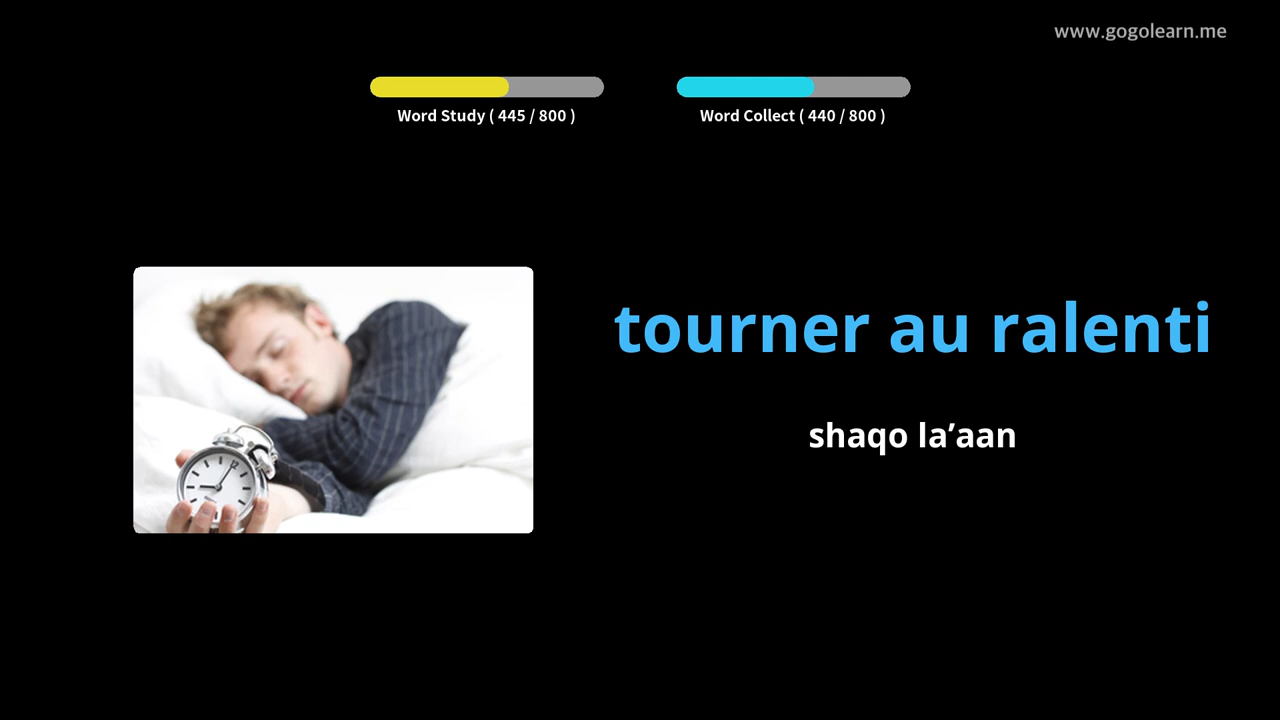 www.gogolearn.me
Word Study ( 445 / 800 )
Word Collect ( 440 / 800 )
tourner au ralenti
shaqo la’aan